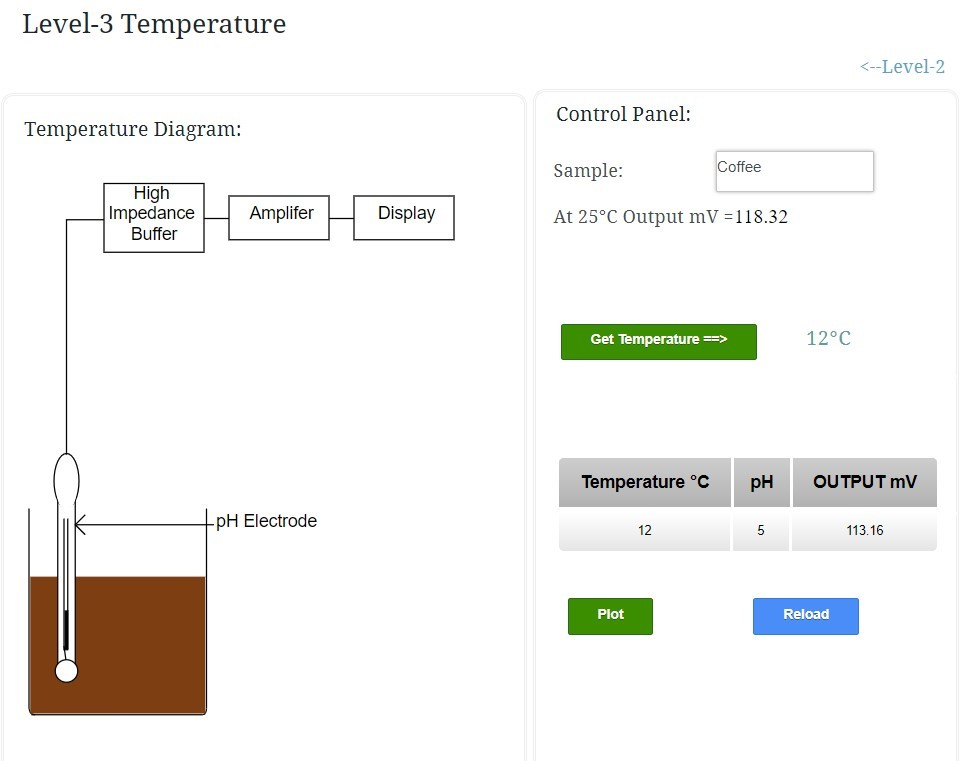 Level-3 Temperature
<--Level-2
Temperature Diagram:
High
Impedance
Buffer
Amplifer
Display
pH Electrode
Control Panel:
Sample:
Coffee
At 25°C Output mV =118.32
Get Temperature ==>
12°C
Temperature °C pH OUTPUT mV
12 5 113.16
Plot
Reload